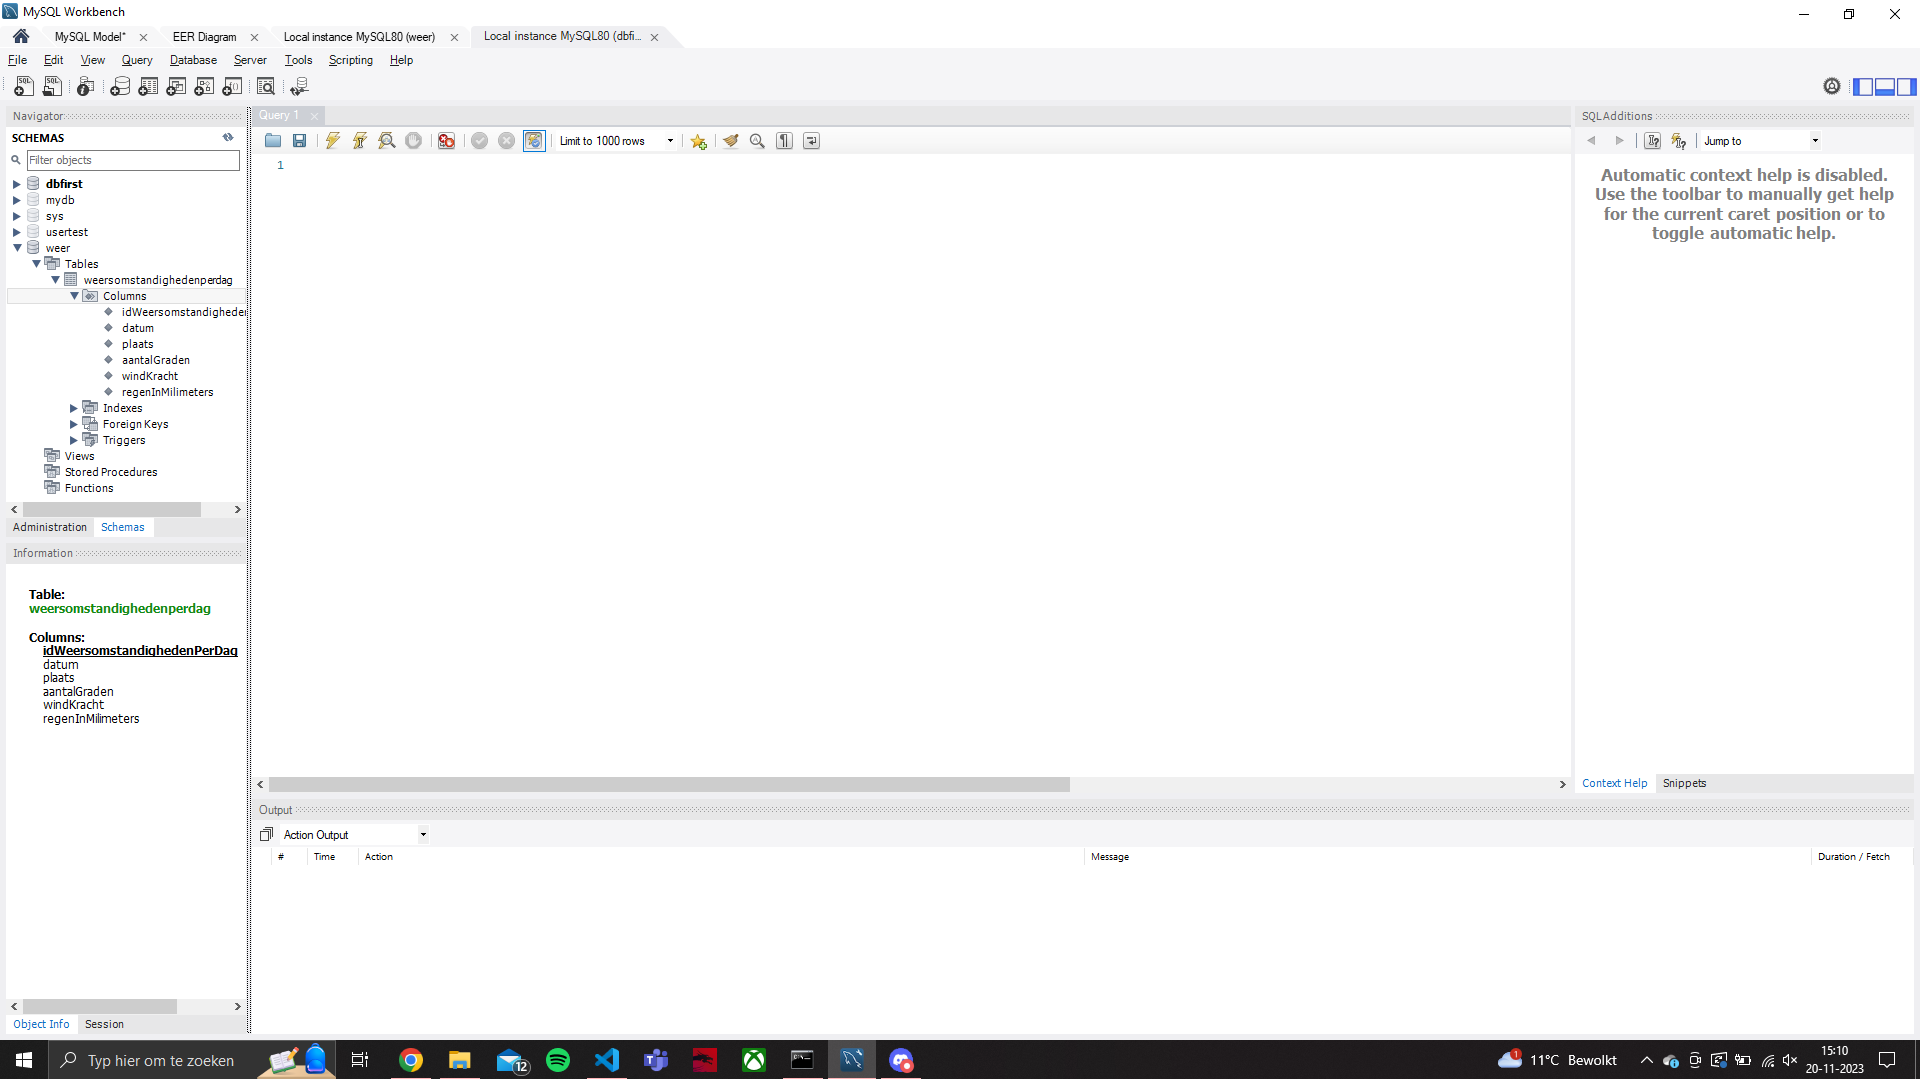 MySQL Workbench
MySQL Model*
EER Diagram
Local instance MySQL80 (weer)
Local instance MySQL80 (dbfi...
File Edit View Query Database Server Tools Scripting Help
Navigator
SCHEMAS
Filter objects
dbfirst
mydb
sys
usertest
weer
Tables
weersomstandighedenperdag
Columns
idWeersomstandigheden
datum
plaats
aantalGraden
windKracht
regenInMilimeters
Indexes
Foreign Keys
Triggers
Views
Stored Procedures
Functions
Administration Schemas
Information
Table:
weersomstandighedenperdag
Columns:
idWeersomstandighedenPerDag
datum
plaats
aantalGraden
windKracht
regenInMilimeters
Object Info Session
Query 1
Limit to 1000 rows
1
Output
Action Output
# Time Action Message Duration / Fetch
SQLAdditions
Jump to
Automatic context help is disabled.
Use the toolbar to manually get help
for the current caret position or to
toggle automatic help.
Context Help Snippets
Typ hier om te zoeken
12
1
11°C Bewolkt
15:10
20-11-2023